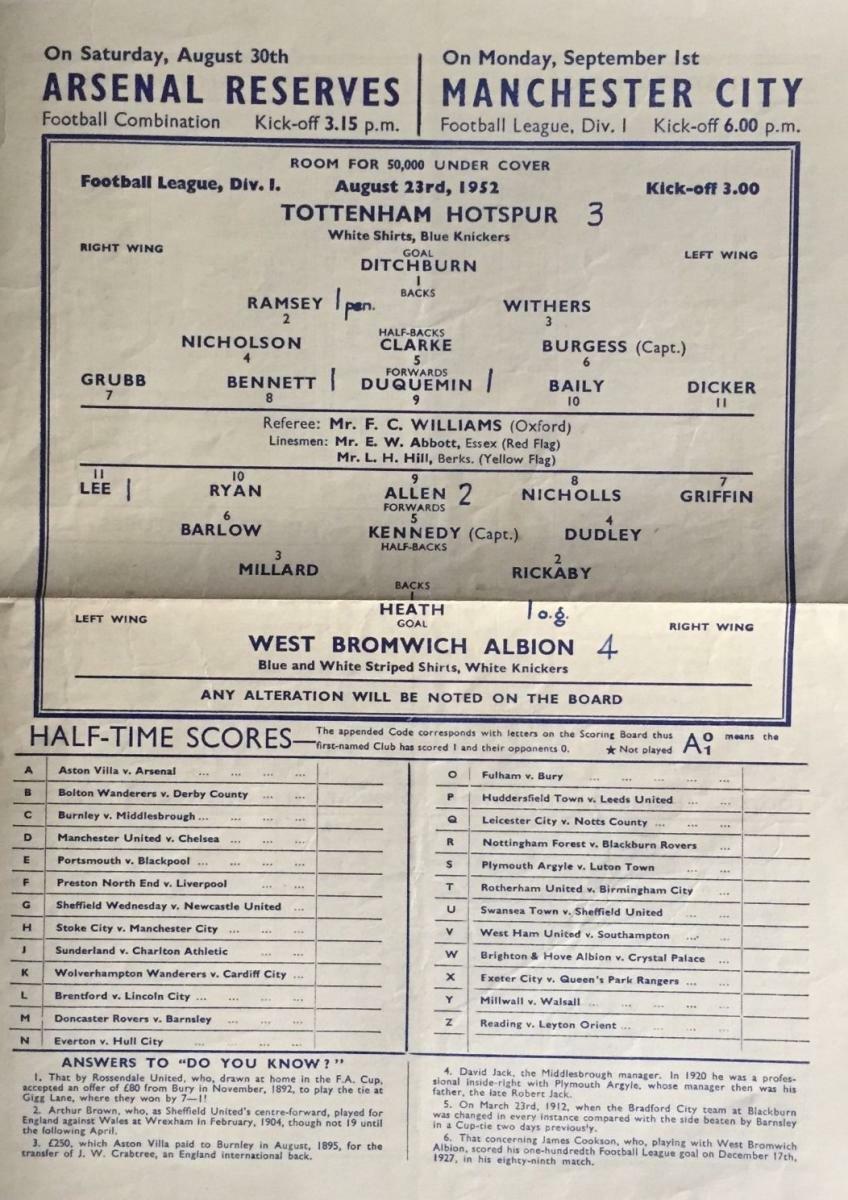 On Saturday, August 30th
ARSENAL RESERVES
Football Combination Kick-off 3.15 p.m.
On Monday, September 1st
MANCHESTER CITY
Football League, Div. I Kick-off 6.00 p.m.
ROOM FOR 50,000 UNDER COVER
Football League, Div. I. August 23rd, 1952 Kick-off 3.00
TOTTENHAM HOTSPUR 3
White Shirts, Blue Knickers
RIGHT WING GOAL LEFT WING
DITCHBURN
1
BACKS
RAMSEY 1 pen. WITHERS
2 3
HALF-BACKS
NICHOLSON CLARKE BURGESS (Capt.)
4 5 6
FORWARDS
GRUBB BENNETT 1 DUQUEMIN 1 BAILY DICKER
7 8 9 10 11
Referee: Mr. F. C. WILLIAMS (Oxford)
Linesmen: Mr. E. W. Abbott, Essex (Red Flag)
Mr. L. H. Hill, Berks. (Yellow Flag)
11 10 9 8 7
LEE 1 RYAN ALLEN 2 NICHOLLS GRIFFIN
FORWARDS
6 5 4
BARLOW KENNEDY (Capt.) DUDLEY
HALF-BACKS
3 2
MILLARD RICKABY
BACKS
1
HEATH 1 o.g.
LEFT WING GOAL RIGHT WING
WEST BROMWICH ALBION 4
Blue and White Striped Shirts, White Knickers
ANY ALTERATION WILL BE NOTED ON THE BOARD
HALF-TIME SCORES—The appended Code corresponds with letters on the Scoring Board thus A 0 1 means the
first-named Club has scored 1 and their opponents 0. ★ Not played
A Aston Villa v. Arsenal ... ... ... ...
B Bolton Wanderers v. Derby County ... ...
C Burnley v. Middlesbrough ... ... ... ...
D Manchester United v. Chelsea ... ... ...
E Portsmouth v. Blackpool ... ... ... ...
F Preston North End v. Liverpool ... ...
G Sheffield Wednesday v. Newcastle United ...
H Stoke City v. Manchester City ... ... ...
J Sunderland v. Charlton Athletic ... ...
K Wolverhampton Wanderers v. Cardiff City ...
L Brentford v. Lincoln City ... ... ... ...
M Doncaster Rovers v. Barnsley ... ... ...
N Everton v. Hull City ... ... ...
O Fulham v. Bury ... ... ... ...
P Huddersfield Town v. Leeds United ... ...
Q Leicester City v. Notts County ... ... ...
R Nottingham Forest v. Blackburn Rovers ...
S Plymouth Argyle v. Luton Town ... ...
T Rotherham United v. Birmingham City ...
U Swansea Town v. Sheffield United ... ...
V West Ham United v. Southampton ... ...
W Brighton & Hove Albion v. Crystal Palace ...
X Exeter City v. Queen's Park Rangers ... ...
Y Millwall v. Walsall ... ... ... ...
Z Reading v. Leyton Orient ... ... ... ...
ANSWERS TO "DO YOU KNOW?"
1. That by Rossendale United, who, drawn at home in the F.A. Cup,
accepted an offer of £80 from Bury in November, 1892, to play the tie at
Gigg Lane, where they won by 7—1!
2. Arthur Brown, who, as Sheffield United's centre-forward, played for
England against Wales at Wrexham in February, 1904, though not 19 until
the following April.
3. £250, which Aston Villa paid to Burnley in August, 1895, for the
transfer of J. W. Crabtree, an England international back.
4. David Jack, the Middlesbrough manager. In 1920 he was a profes-
sional inside-right with Plymouth Argyle, whose manager then was his
father, the late Robert Jack.
5. On March 23rd, 1912, when the Bradford City team at Blackburn
was changed in every instance compared with the side beaten by Barnsley
in a Cup-tie two days previously.
6. That concerning James Cookson, who, playing with West Bromwich
Albion, scored his one-hundredth Football League goal on December 17th,
1927, in his eighty-ninth match.